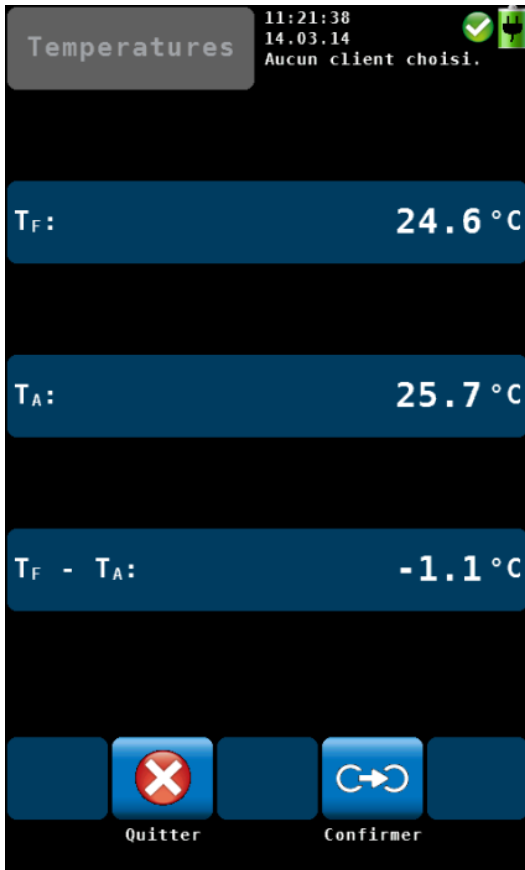 Temperatures
11:21:38
14.03.14
Aucun client choisi.
TF: 24.6 °C
TA: 25.7 °C
TF - TA: -1.1 °C
Quitter
Confirmer